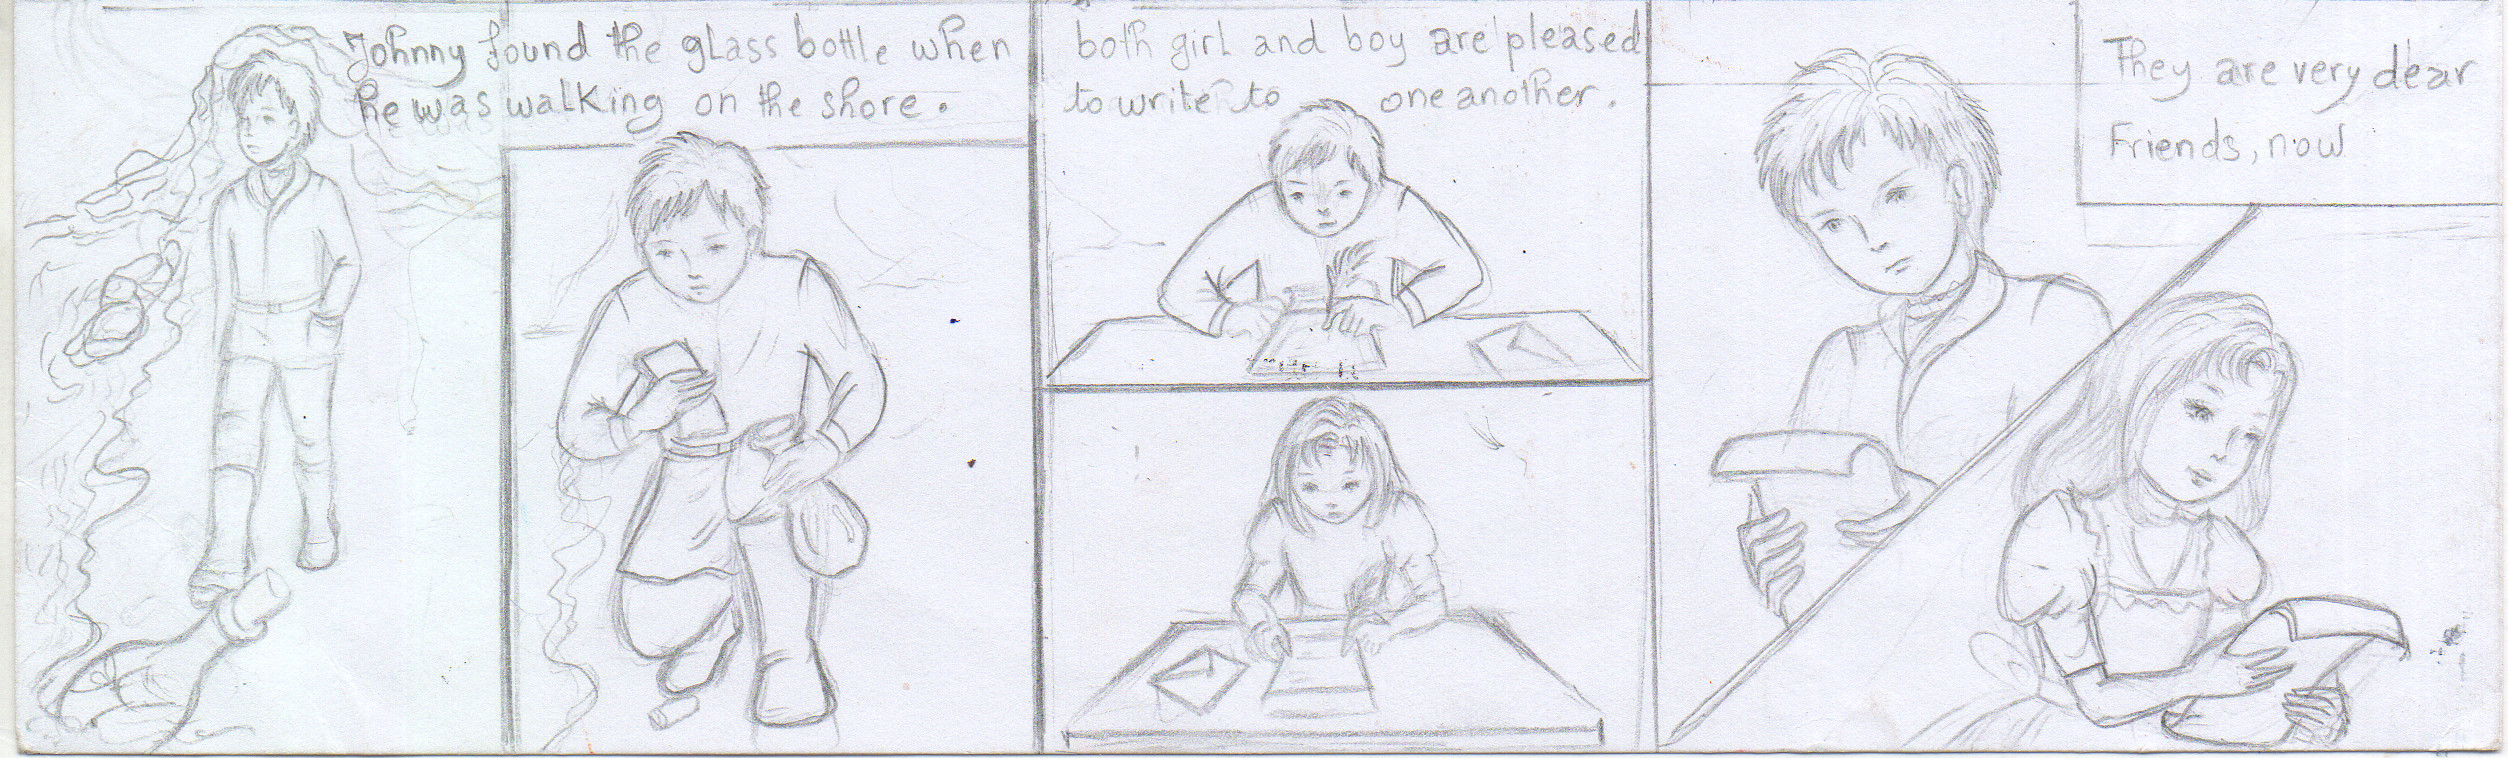 Johnny found the glass bottle when
he was walking on the shore.
both girl and boy are pleased
to write to one another.
They are very dear
Friends, now